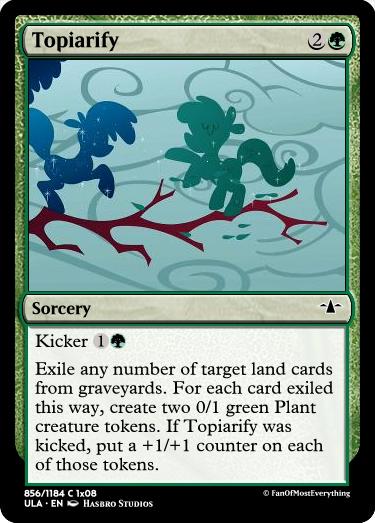 Topiarify 2
Sorcery
Kicker 1
Exile any number of target land cards
from graveyards. For each card exiled
this way, create two 0/1 green Plant
creature tokens. If Topiarify was
kicked, put a +1/+1 counter on each
of those tokens.
856/1184 C 1x08
ULA • EN Hasbro Studios © FanOfMostEverything